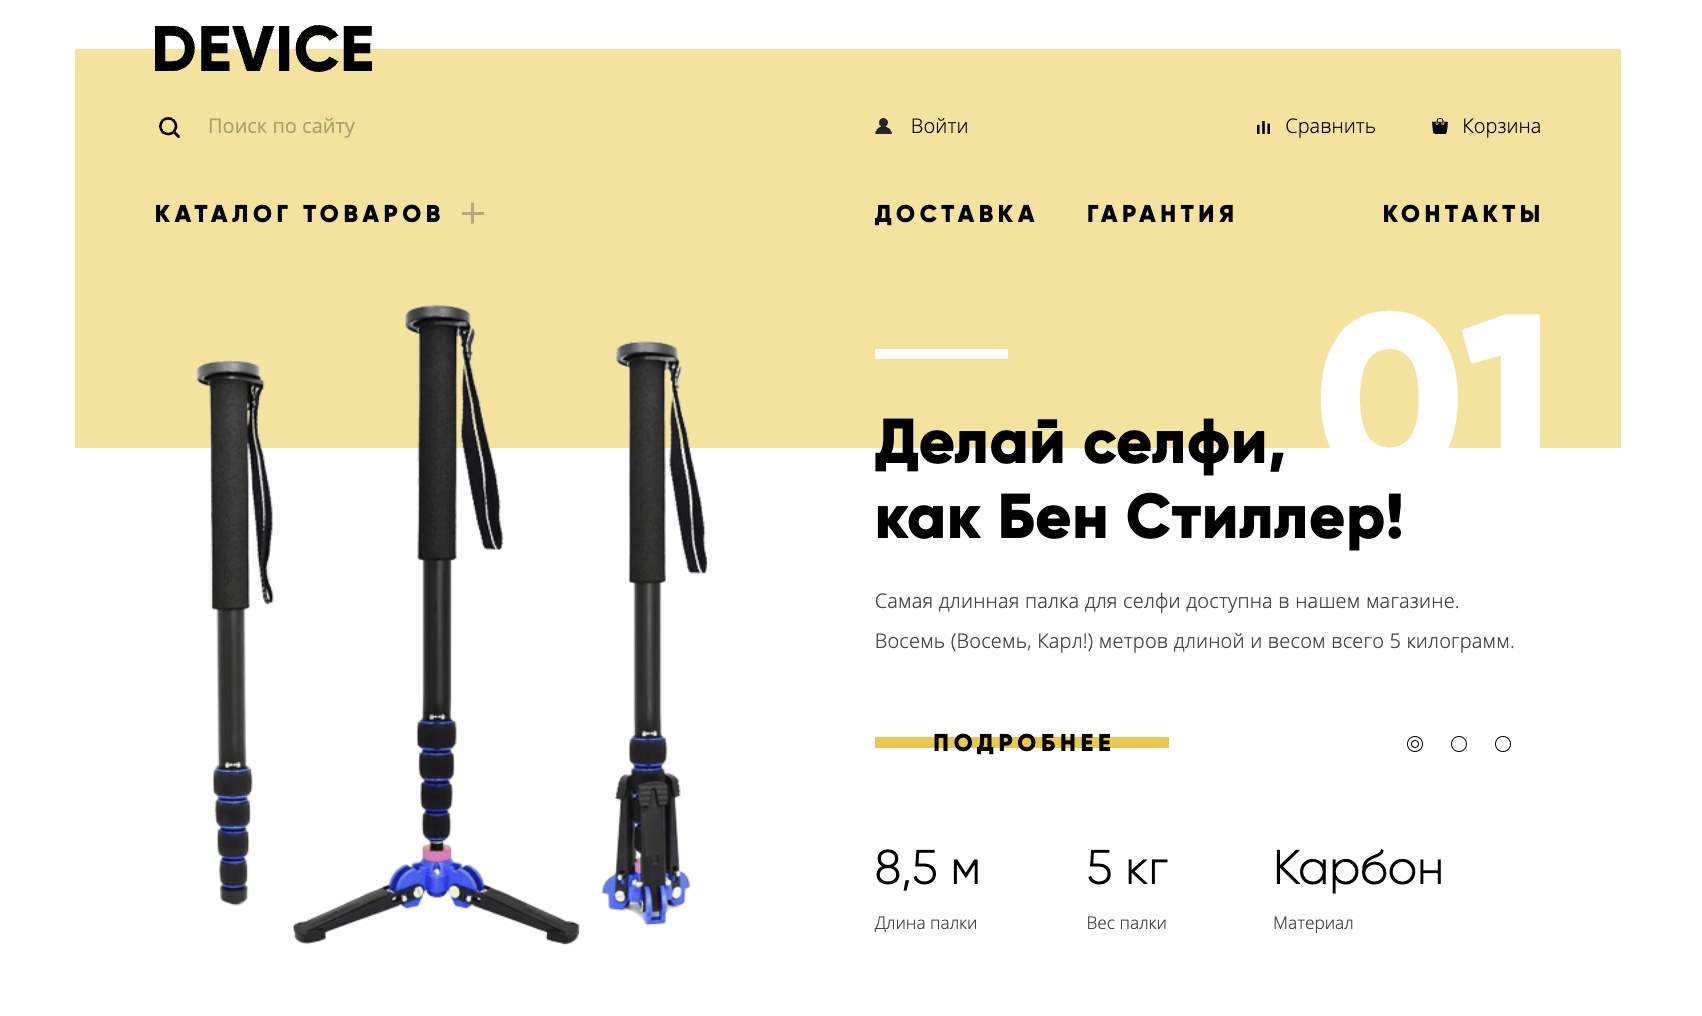 DEVICE
Поиск по сайту
Войти
Сравнить
Корзина
КАТАЛОГ ТОВАРОВ
ДОСТАВКА
ГАРАНТИЯ
КОНТАКТЫ
01
Делай селфи,
как Бен Стиллер!
Самая длинная палка для селфи доступна в нашем магазине.
Восемь (Восемь, Карл!) метров длиной и весом всего 5 килограмм.
ПОДРОБНЕЕ
8,5 м
5 кг
Карбон
Длина палки
Вес палки
Материал